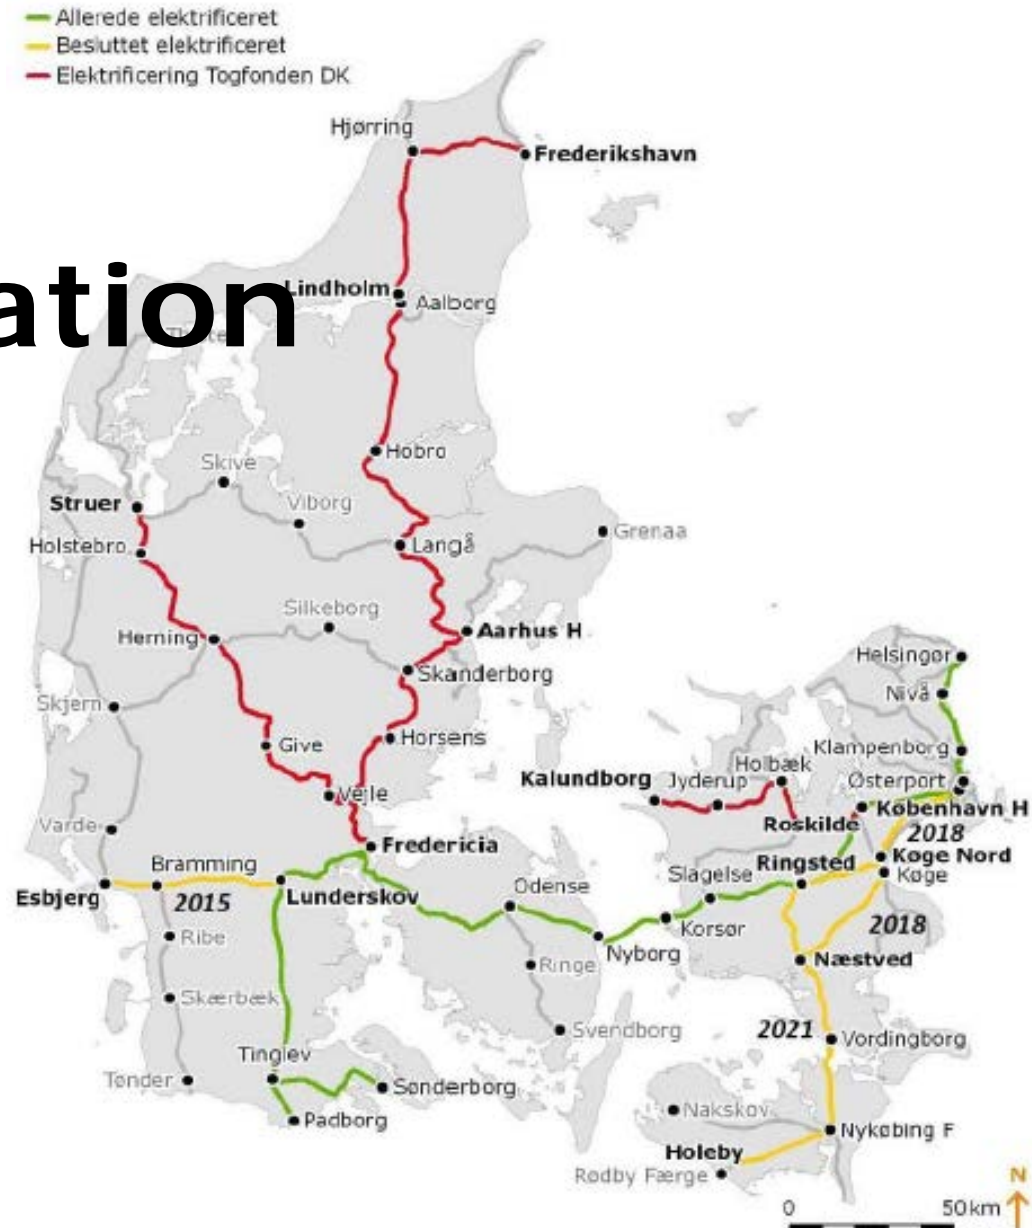 Allerede elektrificeret
Besluttet elektrificeret
Elektrificering Togfonden DK
Hjørring
Frederikshavn
ation
Lindholm
Aalborg
Hobro
Skive
Struer
Viborg
Grenaa
Holstebro
Langå
Silkeborg
Herning
Aarhus H
Helsingør
Skanderborg
Nivå
Skjern
Give
Horsens
Klampenborg
Kalundborg
Jyderup
Holbæk
Østerport
Vejle
København H
Varde
Roskilde
2018
Fredericia
Bramming
Ringsted
Køge Nord
Slagelse
Køge
Esbjerg
2015
Lunderskov
Odense
2018
Korsør
Ribe
Nyborg
Ringe
Næstved
Skærbæk
Svendborg
2021
Vordingborg
Tinglev
Tønder
Sønderborg
Nakskov
Padborg
Nykøbing F
Holeby
Rødby Færge
N
0
50km